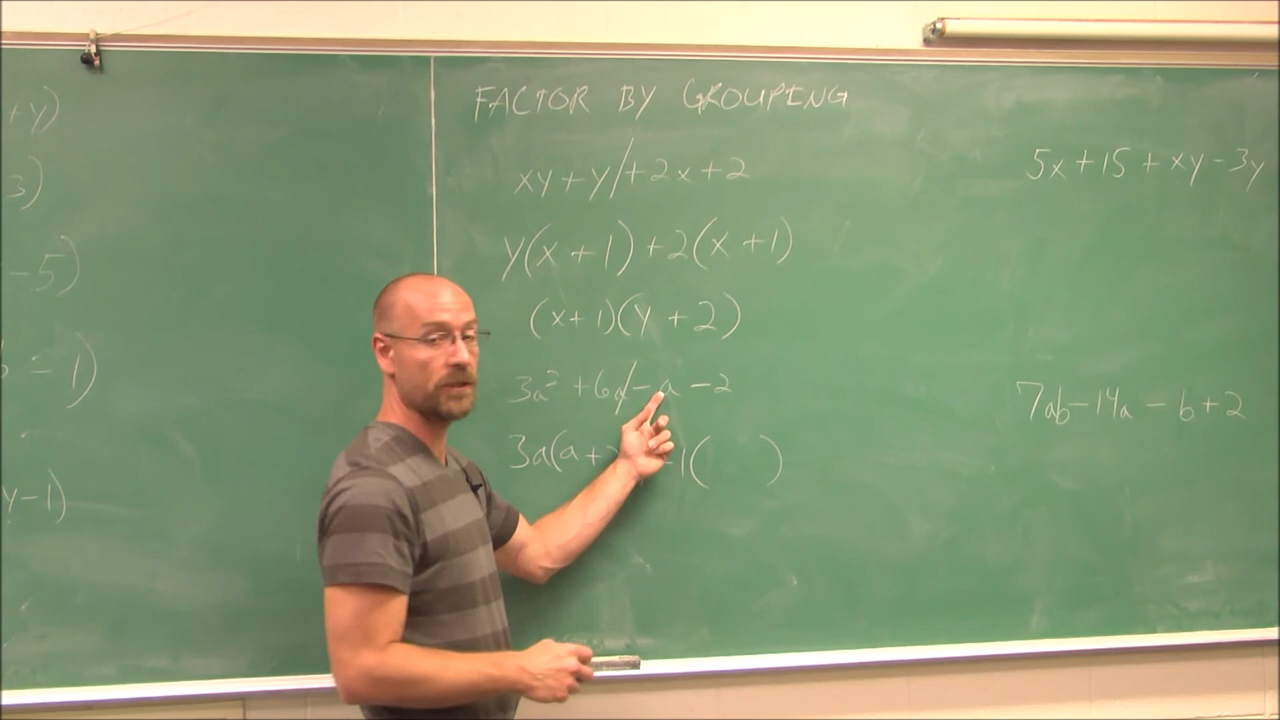 +y)
3)
-5)
-1)
y-1)
FACTOR BY GROUPING
xy+y/+2x+2
y(x+1)+2(x+1)
(x+1)(y+2)
3a²+6a/-a-2
3a(a+ -1( )
5x+15+xy-3y
7ab-14a-b+2